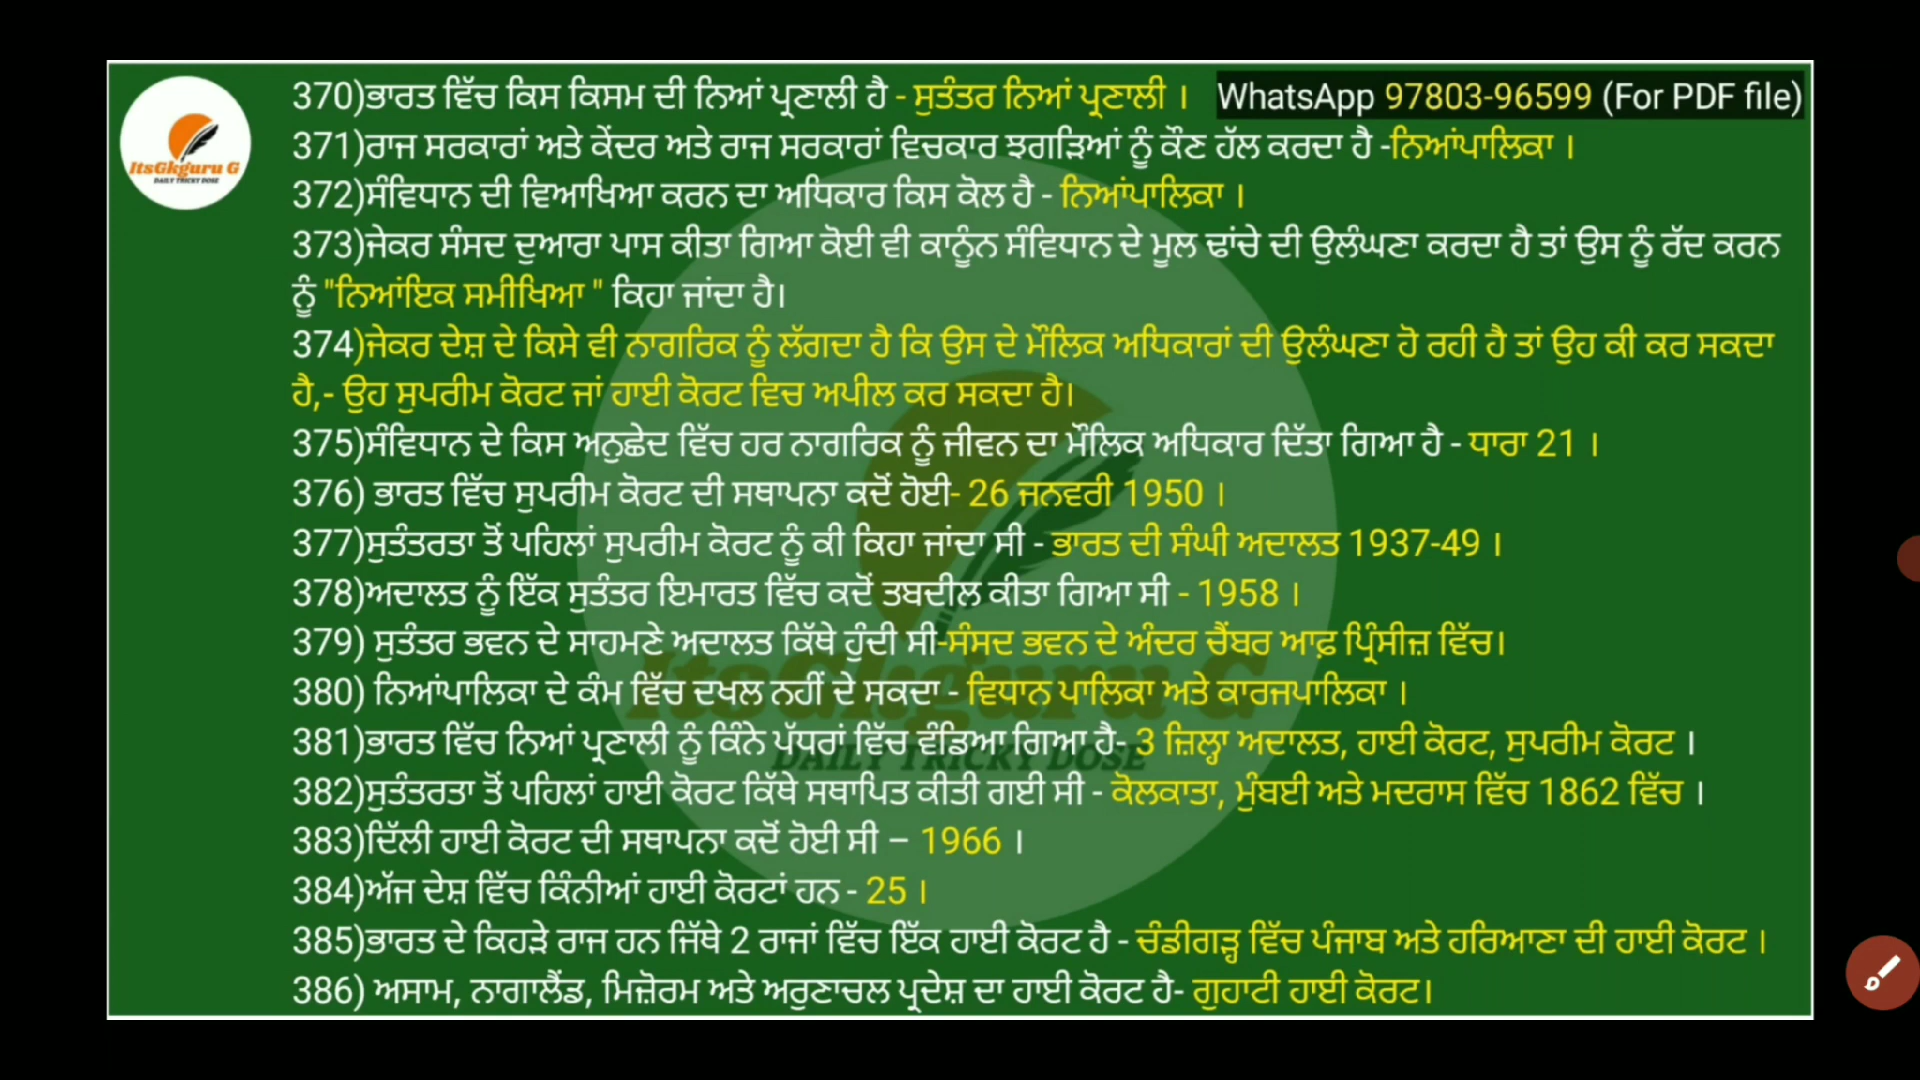 370)ਭਾਰਤ ਵਿੱਚ ਕਿਸ ਕਿਸਮ ਦੀ ਨਿਆਂ ਪ੍ਰਣਾਲੀ ਹੈ - ਸੁਤੰਤਰ ਨਿਆਂ ਪ੍ਰਣਾਲੀ । WhatsApp 97803-96599 (For PDF file)
371)ਰਾਜ ਸਰਕਾਰਾਂ ਅਤੇ ਕੇਂਦਰ ਅਤੇ ਰਾਜ ਸਰਕਾਰਾਂ ਵਿਚਕਾਰ ਝਗੜਿਆਂ ਨੂੰ ਕੌਣ ਹੱਲ ਕਰਦਾ ਹੈ -ਨਿਆਂਪਾਲਿਕਾ ।
ItsGkguru G
DAILY TRICKY DOSE
372)ਸੰਵਿਧਾਨ ਦੀ ਵਿਆਖਿਆ ਕਰਨ ਦਾ ਅਧਿਕਾਰ ਕਿਸ ਕੋਲ ਹੈ - ਨਿਆਂਪਾਲਿਕਾ ।
373)ਜੇਕਰ ਸੰਸਦ ਦੁਆਰਾ ਪਾਸ ਕੀਤਾ ਗਿਆ ਕੋਈ ਵੀ ਕਾਨੂੰਨ ਸੰਵਿਧਾਨ ਦੇ ਮੂਲ ਢਾਂਚੇ ਦੀ ਉਲੰਘਣਾ ਕਰਦਾ ਹੈ ਤਾਂ ਉਸ ਨੂੰ ਰੱਦ ਕਰਨ
ਨੂੰ "ਨਿਆਂਇਕ ਸਮੀਖਿਆ " ਕਿਹਾ ਜਾਂਦਾ ਹੈ।
374)ਜੇਕਰ ਦੇਸ਼ ਦੇ ਕਿਸੇ ਵੀ ਨਾਗਰਿਕ ਨੂੰ ਲੱਗਦਾ ਹੈ ਕਿ ਉਸ ਦੇ ਮੌਲਿਕ ਅਧਿਕਾਰਾਂ ਦੀ ਉਲੰਘਣਾ ਹੋ ਰਹੀ ਹੈ ਤਾਂ ਉਹ ਕੀ ਕਰ ਸਕਦਾ
ਹੈ,- ਉਹ ਸੁਪਰੀਮ ਕੋਰਟ ਜਾਂ ਹਾਈ ਕੋਰਟ ਵਿਚ ਅਪੀਲ ਕਰ ਸਕਦਾ ਹੈ।
375)ਸੰਵਿਧਾਨ ਦੇ ਕਿਸ ਅਨੁਛੇਦ ਵਿੱਚ ਹਰ ਨਾਗਰਿਕ ਨੂੰ ਜੀਵਨ ਦਾ ਮੌਲਿਕ ਅਧਿਕਾਰ ਦਿੱਤਾ ਗਿਆ ਹੈ - ਧਾਰਾ 21 ।
376) ਭਾਰਤ ਵਿੱਚ ਸੁਪਰੀਮ ਕੋਰਟ ਦੀ ਸਥਾਪਨਾ ਕਦੋਂ ਹੋਈ- 26 ਜਨਵਰੀ 1950 ।
377)ਸੁਤੰਤਰਤਾ ਤੋਂ ਪਹਿਲਾਂ ਸੁਪਰੀਮ ਕੋਰਟ ਨੂੰ ਕੀ ਕਿਹਾ ਜਾਂਦਾ ਸੀ - ਭਾਰਤ ਦੀ ਸੰਘੀ ਅਦਾਲਤ 1937-49 ।
378)ਅਦਾਲਤ ਨੂੰ ਇੱਕ ਸੁਤੰਤਰ ਇਮਾਰਤ ਵਿੱਚ ਕਦੋਂ ਤਬਦੀਲ ਕੀਤਾ ਗਿਆ ਸੀ - 1958 ।
379) ਸੁਤੰਤਰ ਭਵਨ ਦੇ ਸਾਹਮਣੇ ਅਦਾਲਤ ਕਿੱਥੇ ਹੁੰਦੀ ਸੀ-ਸੰਸਦ ਭਵਨ ਦੇ ਅੰਦਰ ਚੈਂਬਰ ਆਫ਼ ਪ੍ਰਿੰਸੀਜ਼ ਵਿੱਚ।
380) ਨਿਆਂਪਾਲਿਕਾ ਦੇ ਕੰਮ ਵਿੱਚ ਦਖਲ ਨਹੀਂ ਦੇ ਸਕਦਾ - ਵਿਧਾਨ ਪਾਲਿਕਾ ਅਤੇ ਕਾਰਜਪਾਲਿਕਾ ।
ItsGkguru G
381)ਭਾਰਤ ਵਿੱਚ ਨਿਆਂ ਪ੍ਰਣਾਲੀ ਨੂੰ ਕਿੰਨੇ ਪੱਧਰਾਂ ਵਿੱਚ ਵੰਡਿਆ ਗਿਆ ਹੈ- 3 ਜ਼ਿਲ੍ਹਾ ਅਦਾਲਤ, ਹਾਈ ਕੋਰਟ, ਸੁਪਰੀਮ ਕੋਰਟ ।
DAILY TRICKY DOSE
382)ਸੁਤੰਤਰਤਾ ਤੋਂ ਪਹਿਲਾਂ ਹਾਈ ਕੋਰਟ ਕਿੱਥੇ ਸਥਾਪਿਤ ਕੀਤੀ ਗਈ ਸੀ - ਕੋਲਕਾਤਾ, ਮੁੰਬਈ ਅਤੇ ਮਦਰਾਸ ਵਿੱਚ 1862 ਵਿੱਚ ।
383)ਦਿੱਲੀ ਹਾਈ ਕੋਰਟ ਦੀ ਸਥਾਪਨਾ ਕਦੋਂ ਹੋਈ ਸੀ – 1966 ।
384)ਅੱਜ ਦੇਸ਼ ਵਿੱਚ ਕਿੰਨੀਆਂ ਹਾਈ ਕੋਰਟਾਂ ਹਨ - 25 ।
385)ਭਾਰਤ ਦੇ ਕਿਹੜੇ ਰਾਜ ਹਨ ਜਿੱਥੇ 2 ਰਾਜਾਂ ਵਿੱਚ ਇੱਕ ਹਾਈ ਕੋਰਟ ਹੈ - ਚੰਡੀਗੜ੍ਹ ਵਿੱਚ ਪੰਜਾਬ ਅਤੇ ਹਰਿਆਣਾ ਦੀ ਹਾਈ ਕੋਰਟ ।
386) ਅਸਾਮ, ਨਾਗਾਲੈਂਡ, ਮਿਜ਼ੋਰਮ ਅਤੇ ਅਰੁਣਾਚਲ ਪ੍ਰਦੇਸ਼ ਦਾ ਹਾਈ ਕੋਰਟ ਹੈ- ਗੁਹਾਟੀ ਹਾਈ ਕੋਰਟ।